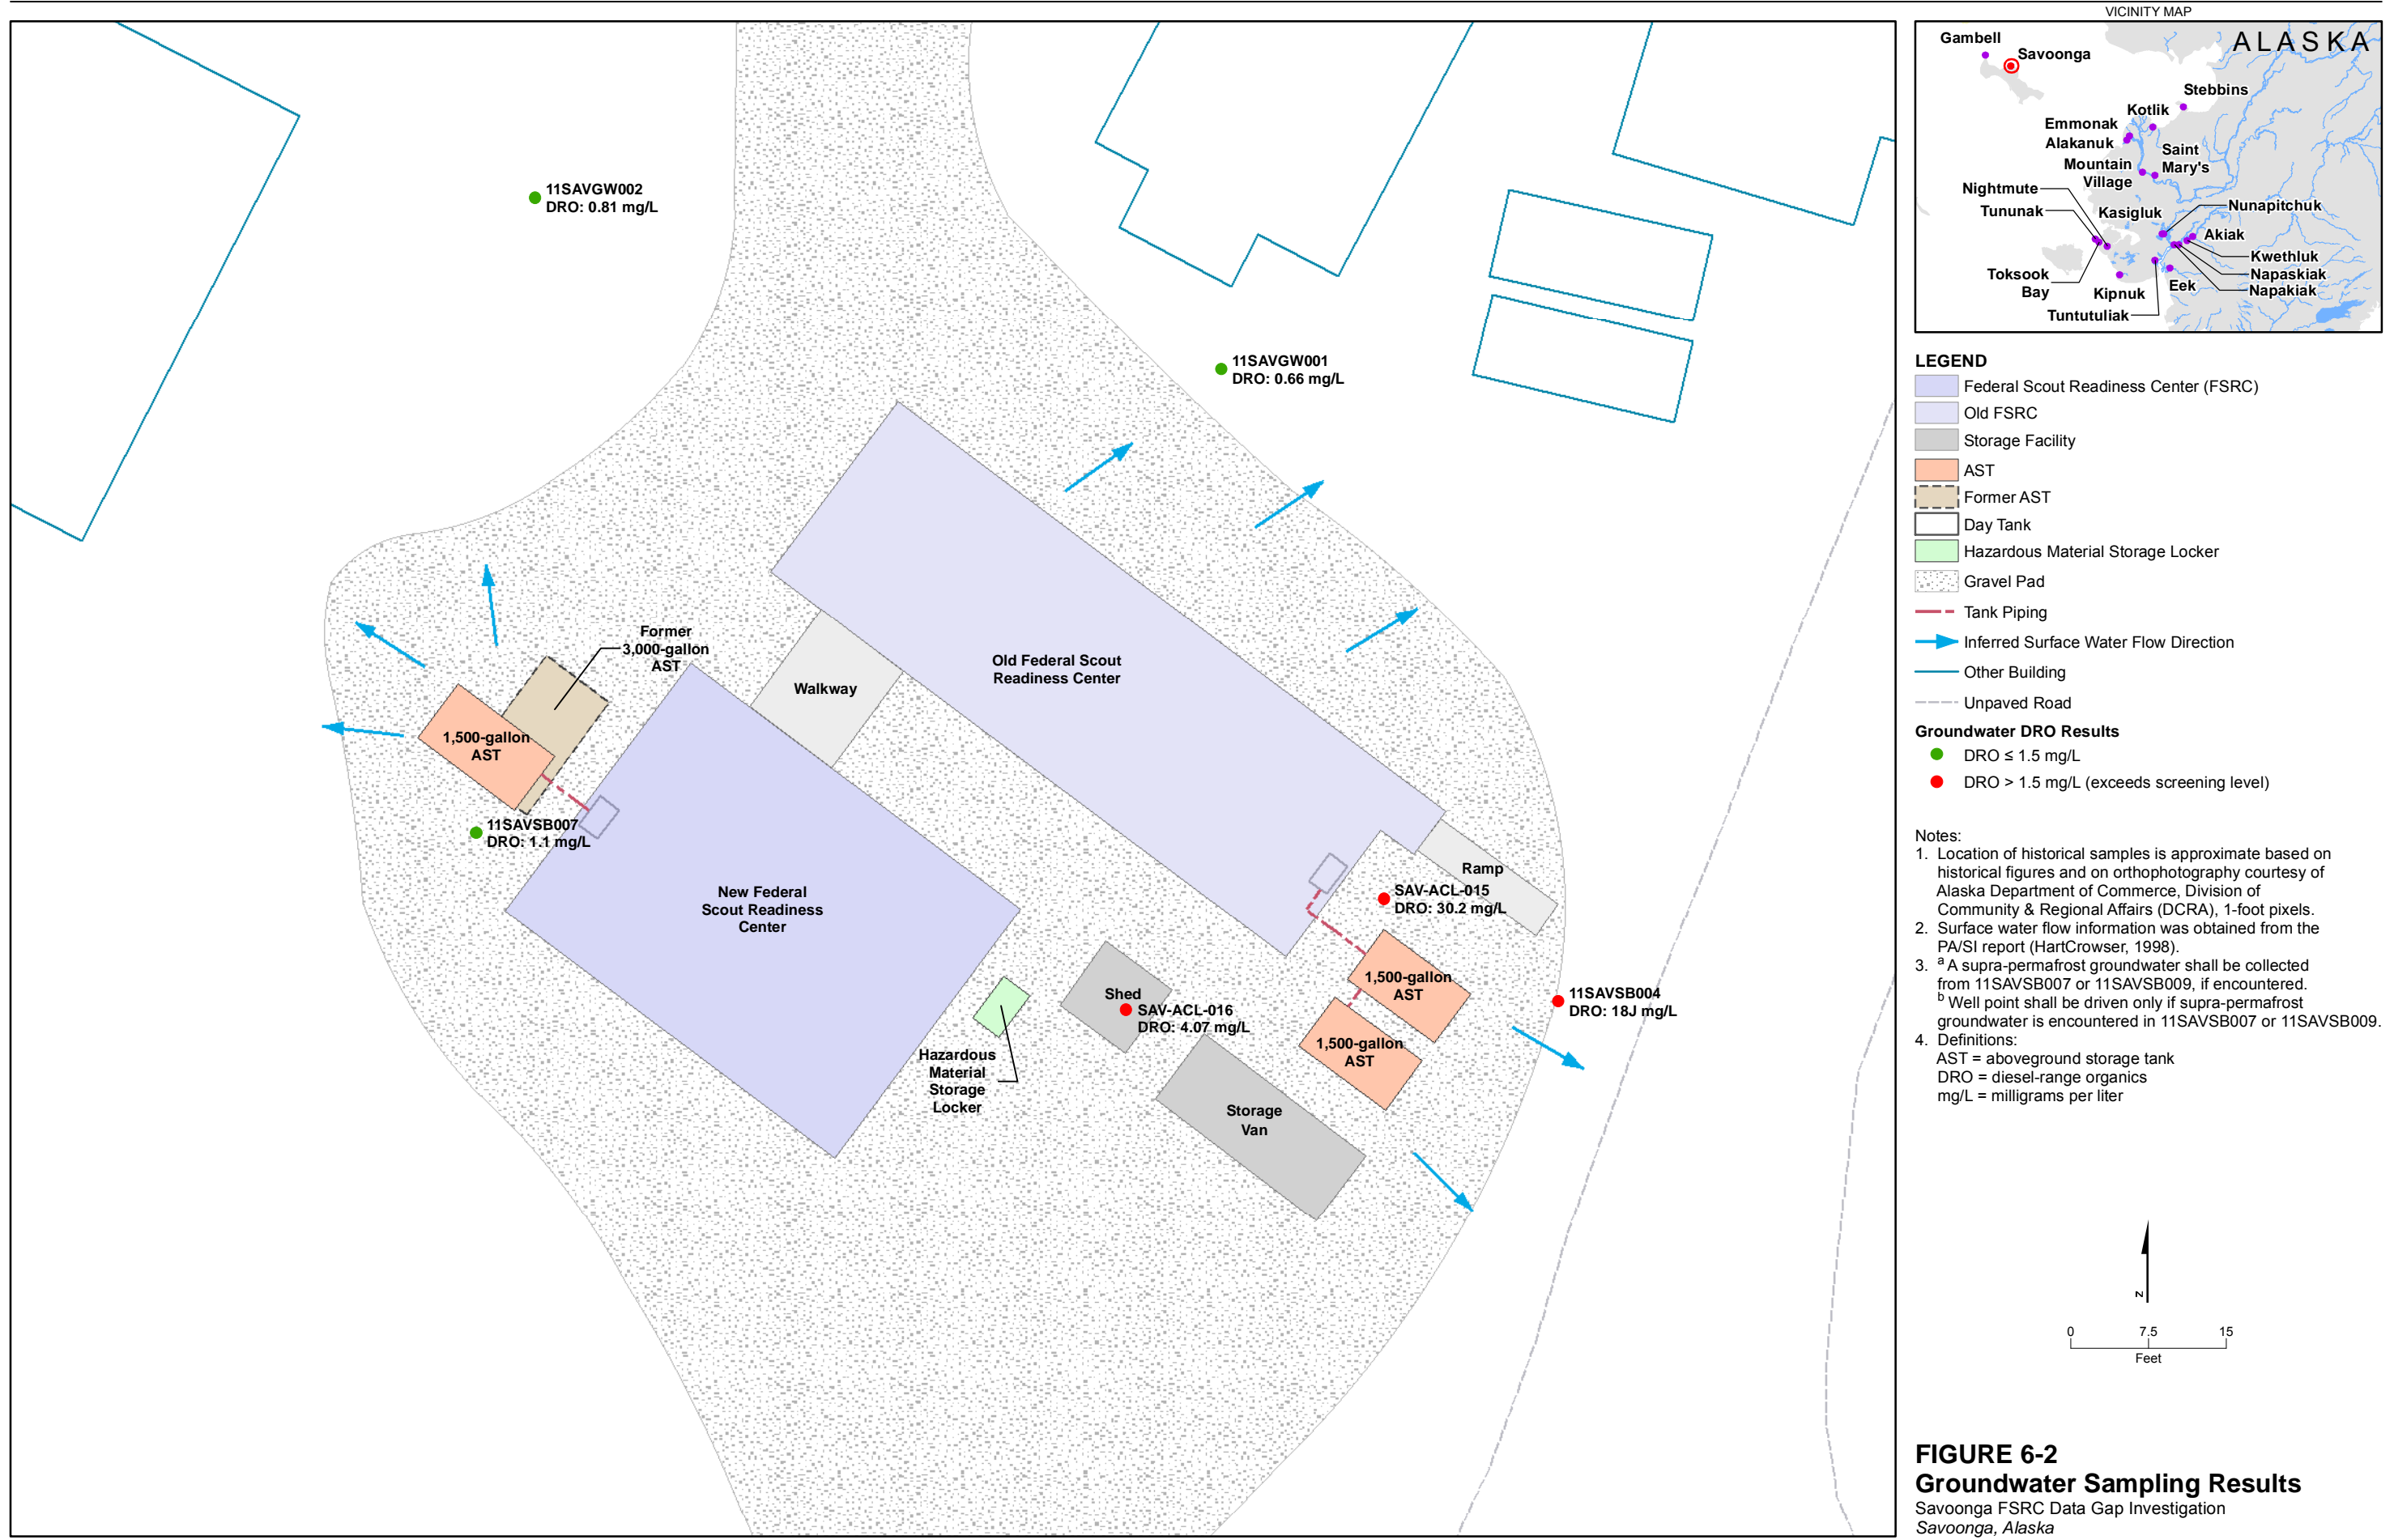 VICINITY MAP
ALASKA
Gambell
Savoonga
Stebbins
Kotlik
Emmonak
Alakanuk
Saint
Mary's
Mountain
Village
Nightmute
Tununak
Kasigluk
Nunapitchuk
Akiak
Kwethluk
Napaskiak
Napakiak
Toksook
Bay
Kipnuk
Eek
Tuntutuliak
11SAVGW002
DRO: 0.81 mg/L
11SAVGW001
DRO: 0.66 mg/L
Former
3,000-gallon
AST
1,500-gallon
AST
Walkway
Old Federal Scout
Readiness Center
11SAVSB007
DRO: 1.1 mg/L
New Federal
Scout Readiness
Center
Ramp
SAV-ACL-015
DRO: 30.2 mg/L
1,500-gallon
AST
1,500-gallon
AST
11SAVSB004
DRO: 18J mg/L
Shed
SAV-ACL-016
DRO: 4.07 mg/L
Hazardous
Material
Storage
Locker
Storage
Van
LEGEND
Federal Scout Readiness Center (FSRC)
Old FSRC
Storage Facility
AST
Former AST
Day Tank
Hazardous Material Storage Locker
Gravel Pad
Tank Piping
Inferred Surface Water Flow Direction
Other Building
Unpaved Road
Groundwater DRO Results
DRO ≤ 1.5 mg/L
DRO > 1.5 mg/L (exceeds screening level)
Notes:
1. Location of historical samples is approximate based on
historical figures and on orthophotography courtesy of
Alaska Department of Commerce, Division of
Community & Regional Affairs (DCRA), 1-foot pixels.
2. Surface water flow information was obtained from the
PA/SI report (HartCrowser, 1998).
3. a A supra-permafrost groundwater shall be collected
from 11SAVSB007 or 11SAVSB009, if encountered.
b Well point shall be driven only if supra-permafrost
groundwater is encountered in 11SAVSB007 or 11SAVSB009.
4. Definitions:
AST = aboveground storage tank
DRO = diesel-range organics
mg/L = milligrams per liter
N
0 7.5 15
Feet
FIGURE 6-2
Groundwater Sampling Results
Savoonga FSRC Data Gap Investigation
Savoonga, Alaska